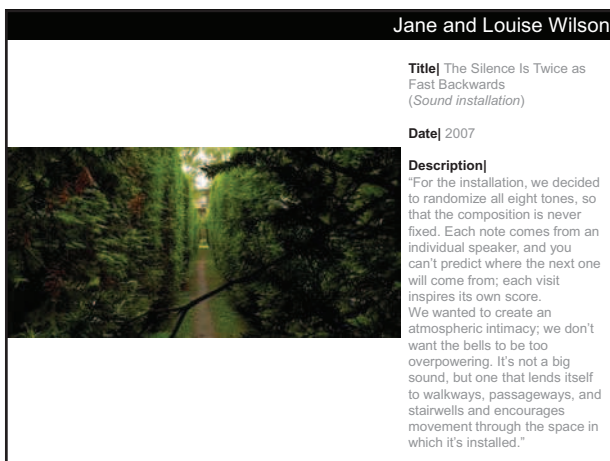 Jane and Louise Wilson
Title| The Silence Is Twice as
Fast Backwards
(Sound installation)
Date| 2007
Description|
“For the installation, we decided
to randomize all eight tones, so
that the composition is never
fixed. Each note comes from an
individual speaker, and you
can’t predict where the next one
will come from; each visit
inspires its own score.
We wanted to create an
atmospheric intimacy; we don’t
want the bells to be too
overpowering. It’s not a big
sound, but one that lends itself
to walkways, passageways, and
stairwells and encourages
movement through the space in
which it’s installed.”